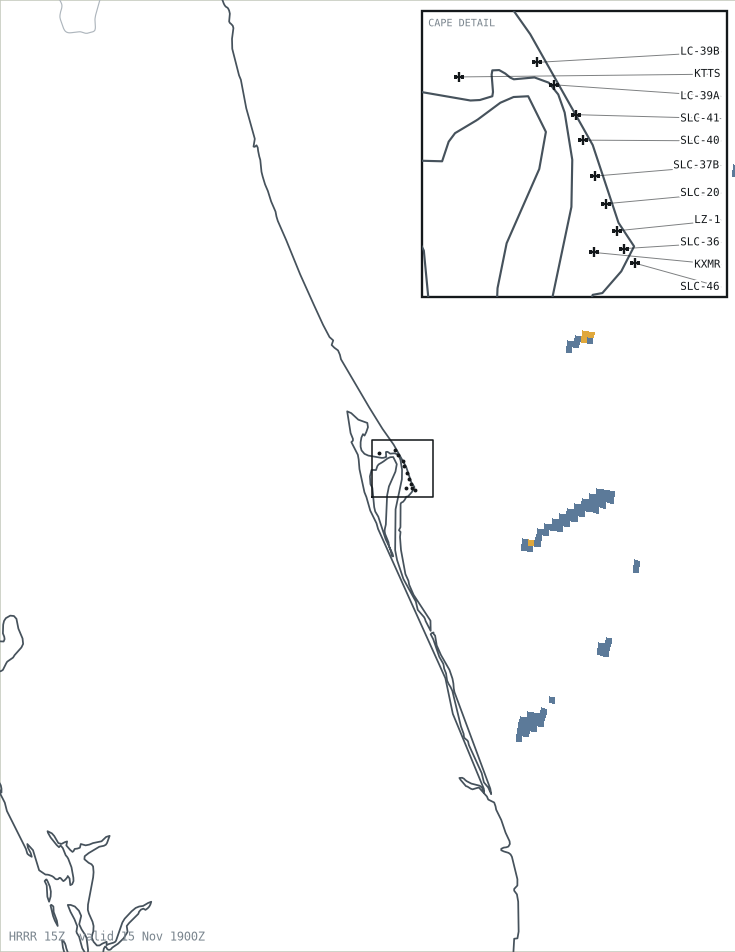 CAPE DETAIL
LC-39B
KTTS
LC-39A
SLC-41
SLC-40
SLC-37B
SLC-20
LZ-1
SLC-36
KXMR
SLC-46
HRRR 15Z valid 15 Nov 1900Z